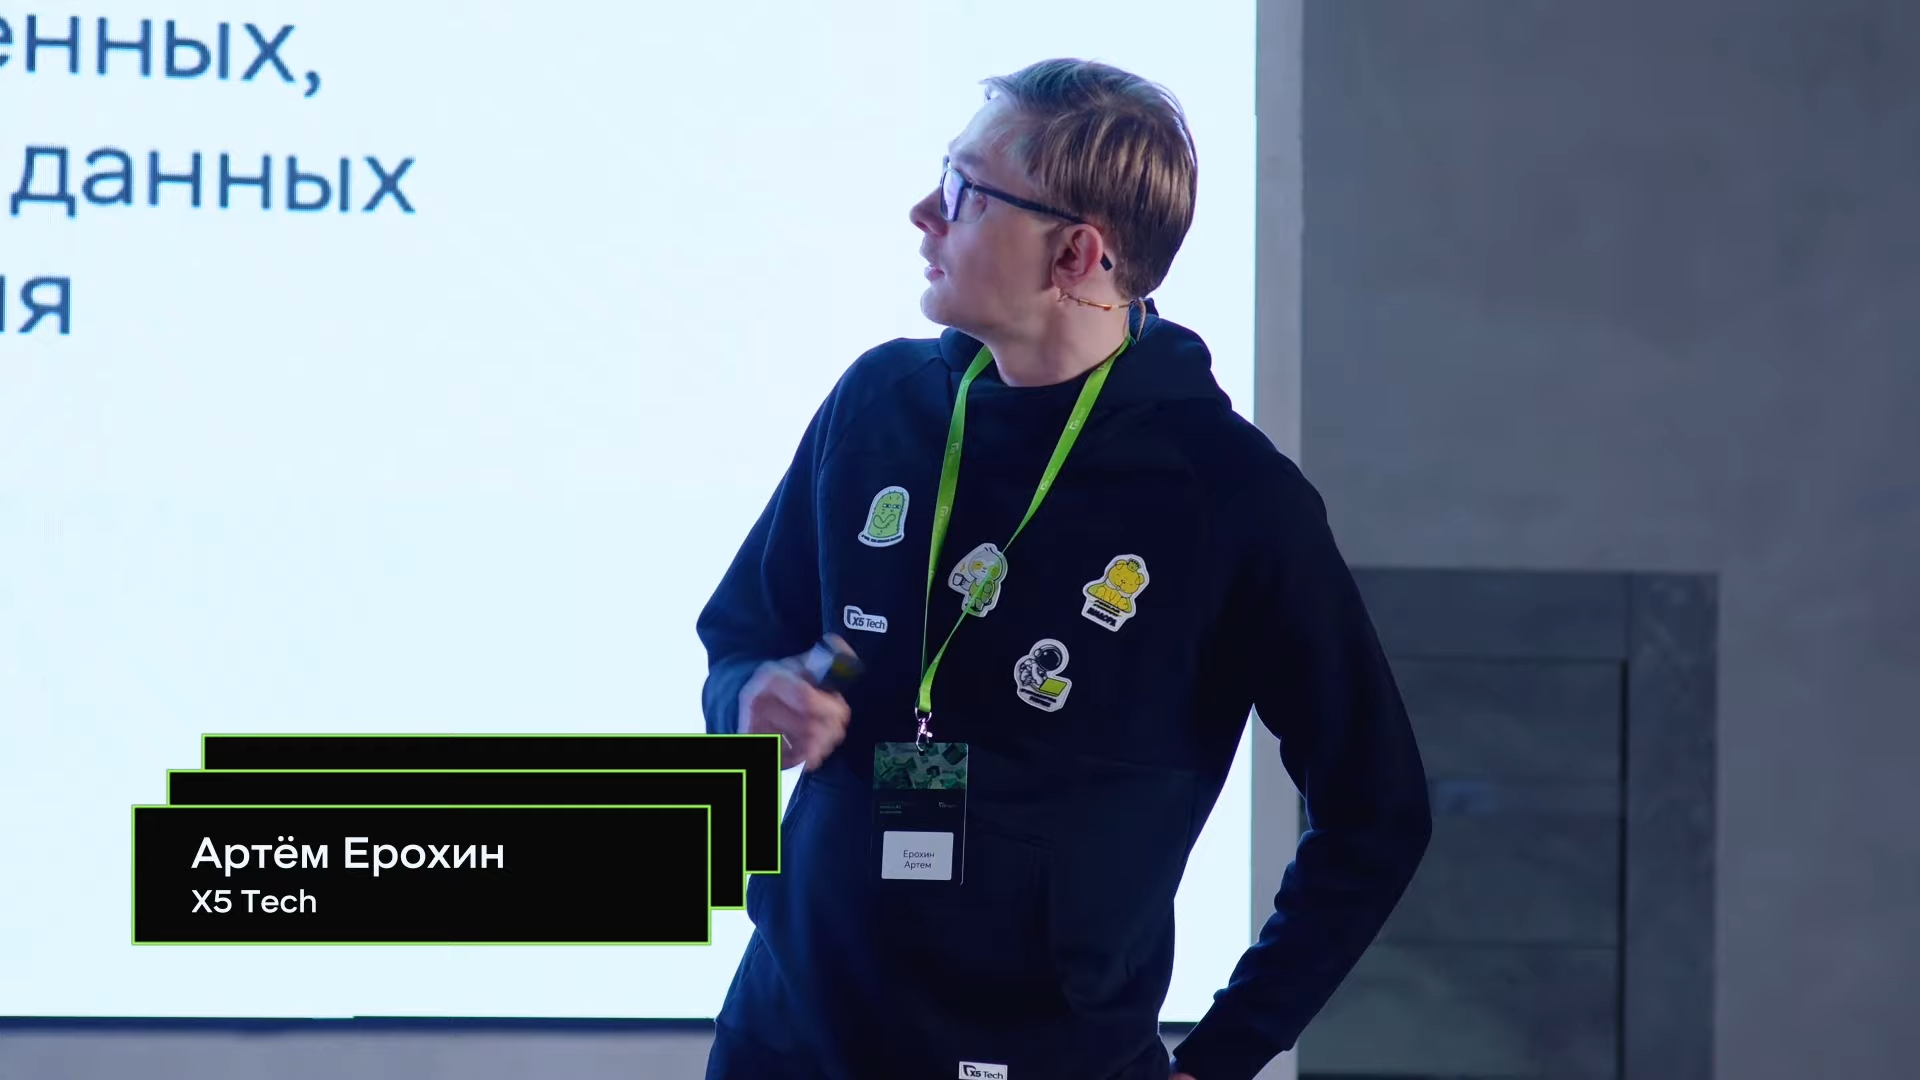 енных,
данных
ия
X5 Tech
Ерохин
Артем
Артём Ерохин
X5 Tech
X5 Tech